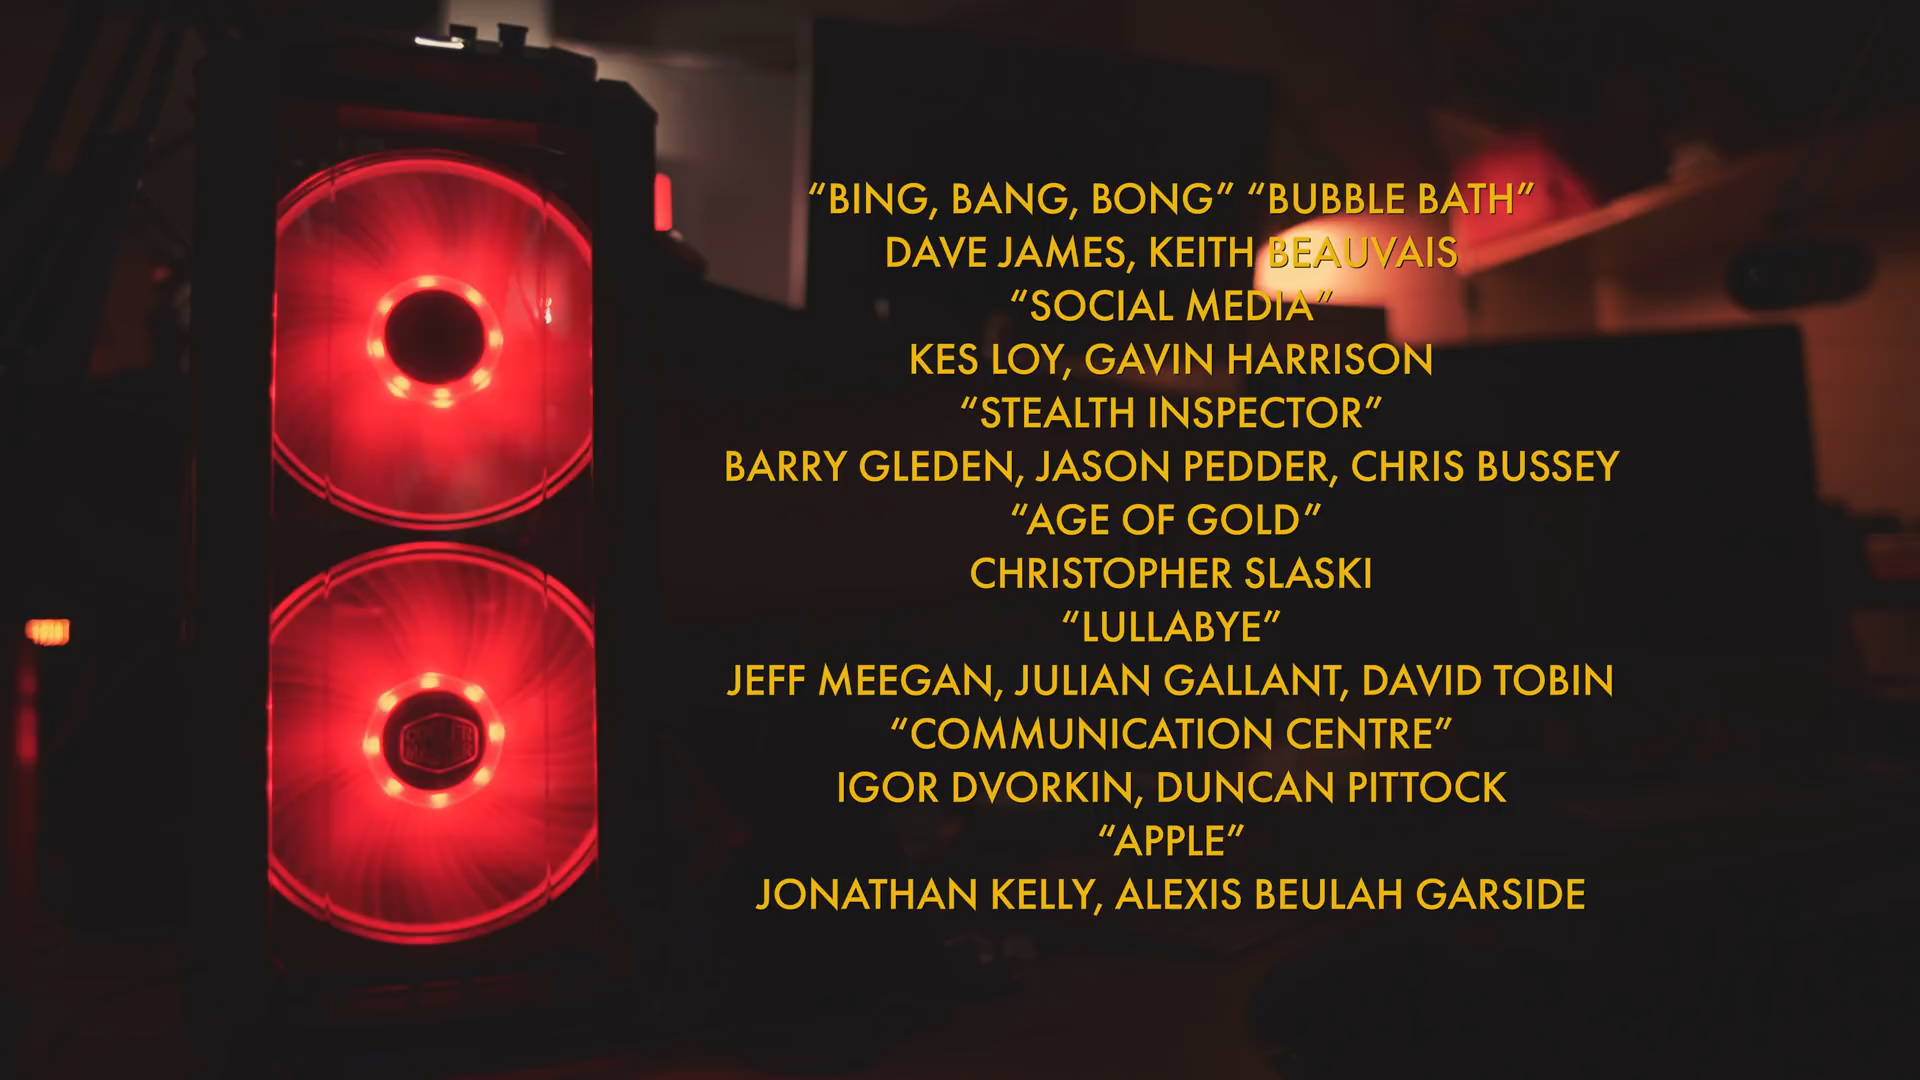 “BING, BANG, BONG” “BUBBLE BATH”
DAVE JAMES, KEITH BEAUVAIS
“SOCIAL MEDIA”
KES LOY, GAVIN HARRISON
“STEALTH INSPECTOR”
BARRY GLEDEN, JASON PEDDER, CHRIS BUSSEY
“AGE OF GOLD”
CHRISTOPHER SLASKI
“LULLABYE”
JEFF MEEGAN, JULIAN GALLANT, DAVID TOBIN
“COMMUNICATION CENTRE”
IGOR DVORKIN, DUNCAN PITTOCK
“APPLE”
JONATHAN KELLY, ALEXIS BEULAH GARSIDE
COOLER
MASTER